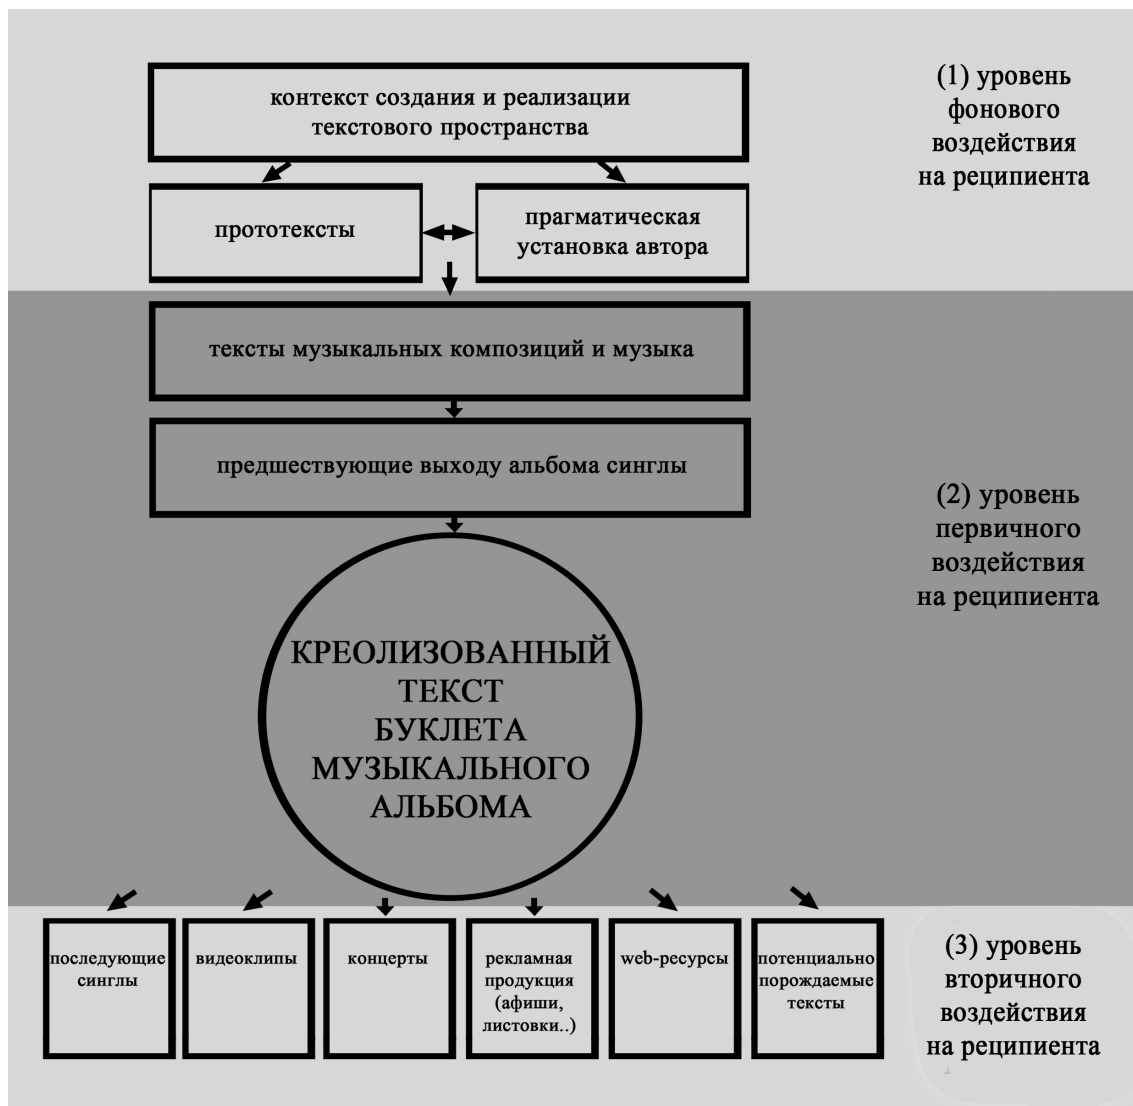 контекст создания и реализации
текстового пространства
(1) уровень
фонового
воздействия
на реципиента
прототексты
прагматическая
установка автора
тексты музыкальных композиций и музыка
предшествующие выходу альбома синглы
(2) уровень
первичного
воздействия
на реципиента
КРЕОЛИЗОВАННЫЙ
ТЕКСТ
БУКЛЕТА
МУЗЫКАЛЬНОГО
АЛЬБОМА
последующие
синглы
видеоклипы
концерты
рекламная
продукция
(афиши,
листовки..)
web-ресурсы
потенциально
порождаемые
тексты
(3) уровень
вторичного
воздействия
на реципиента